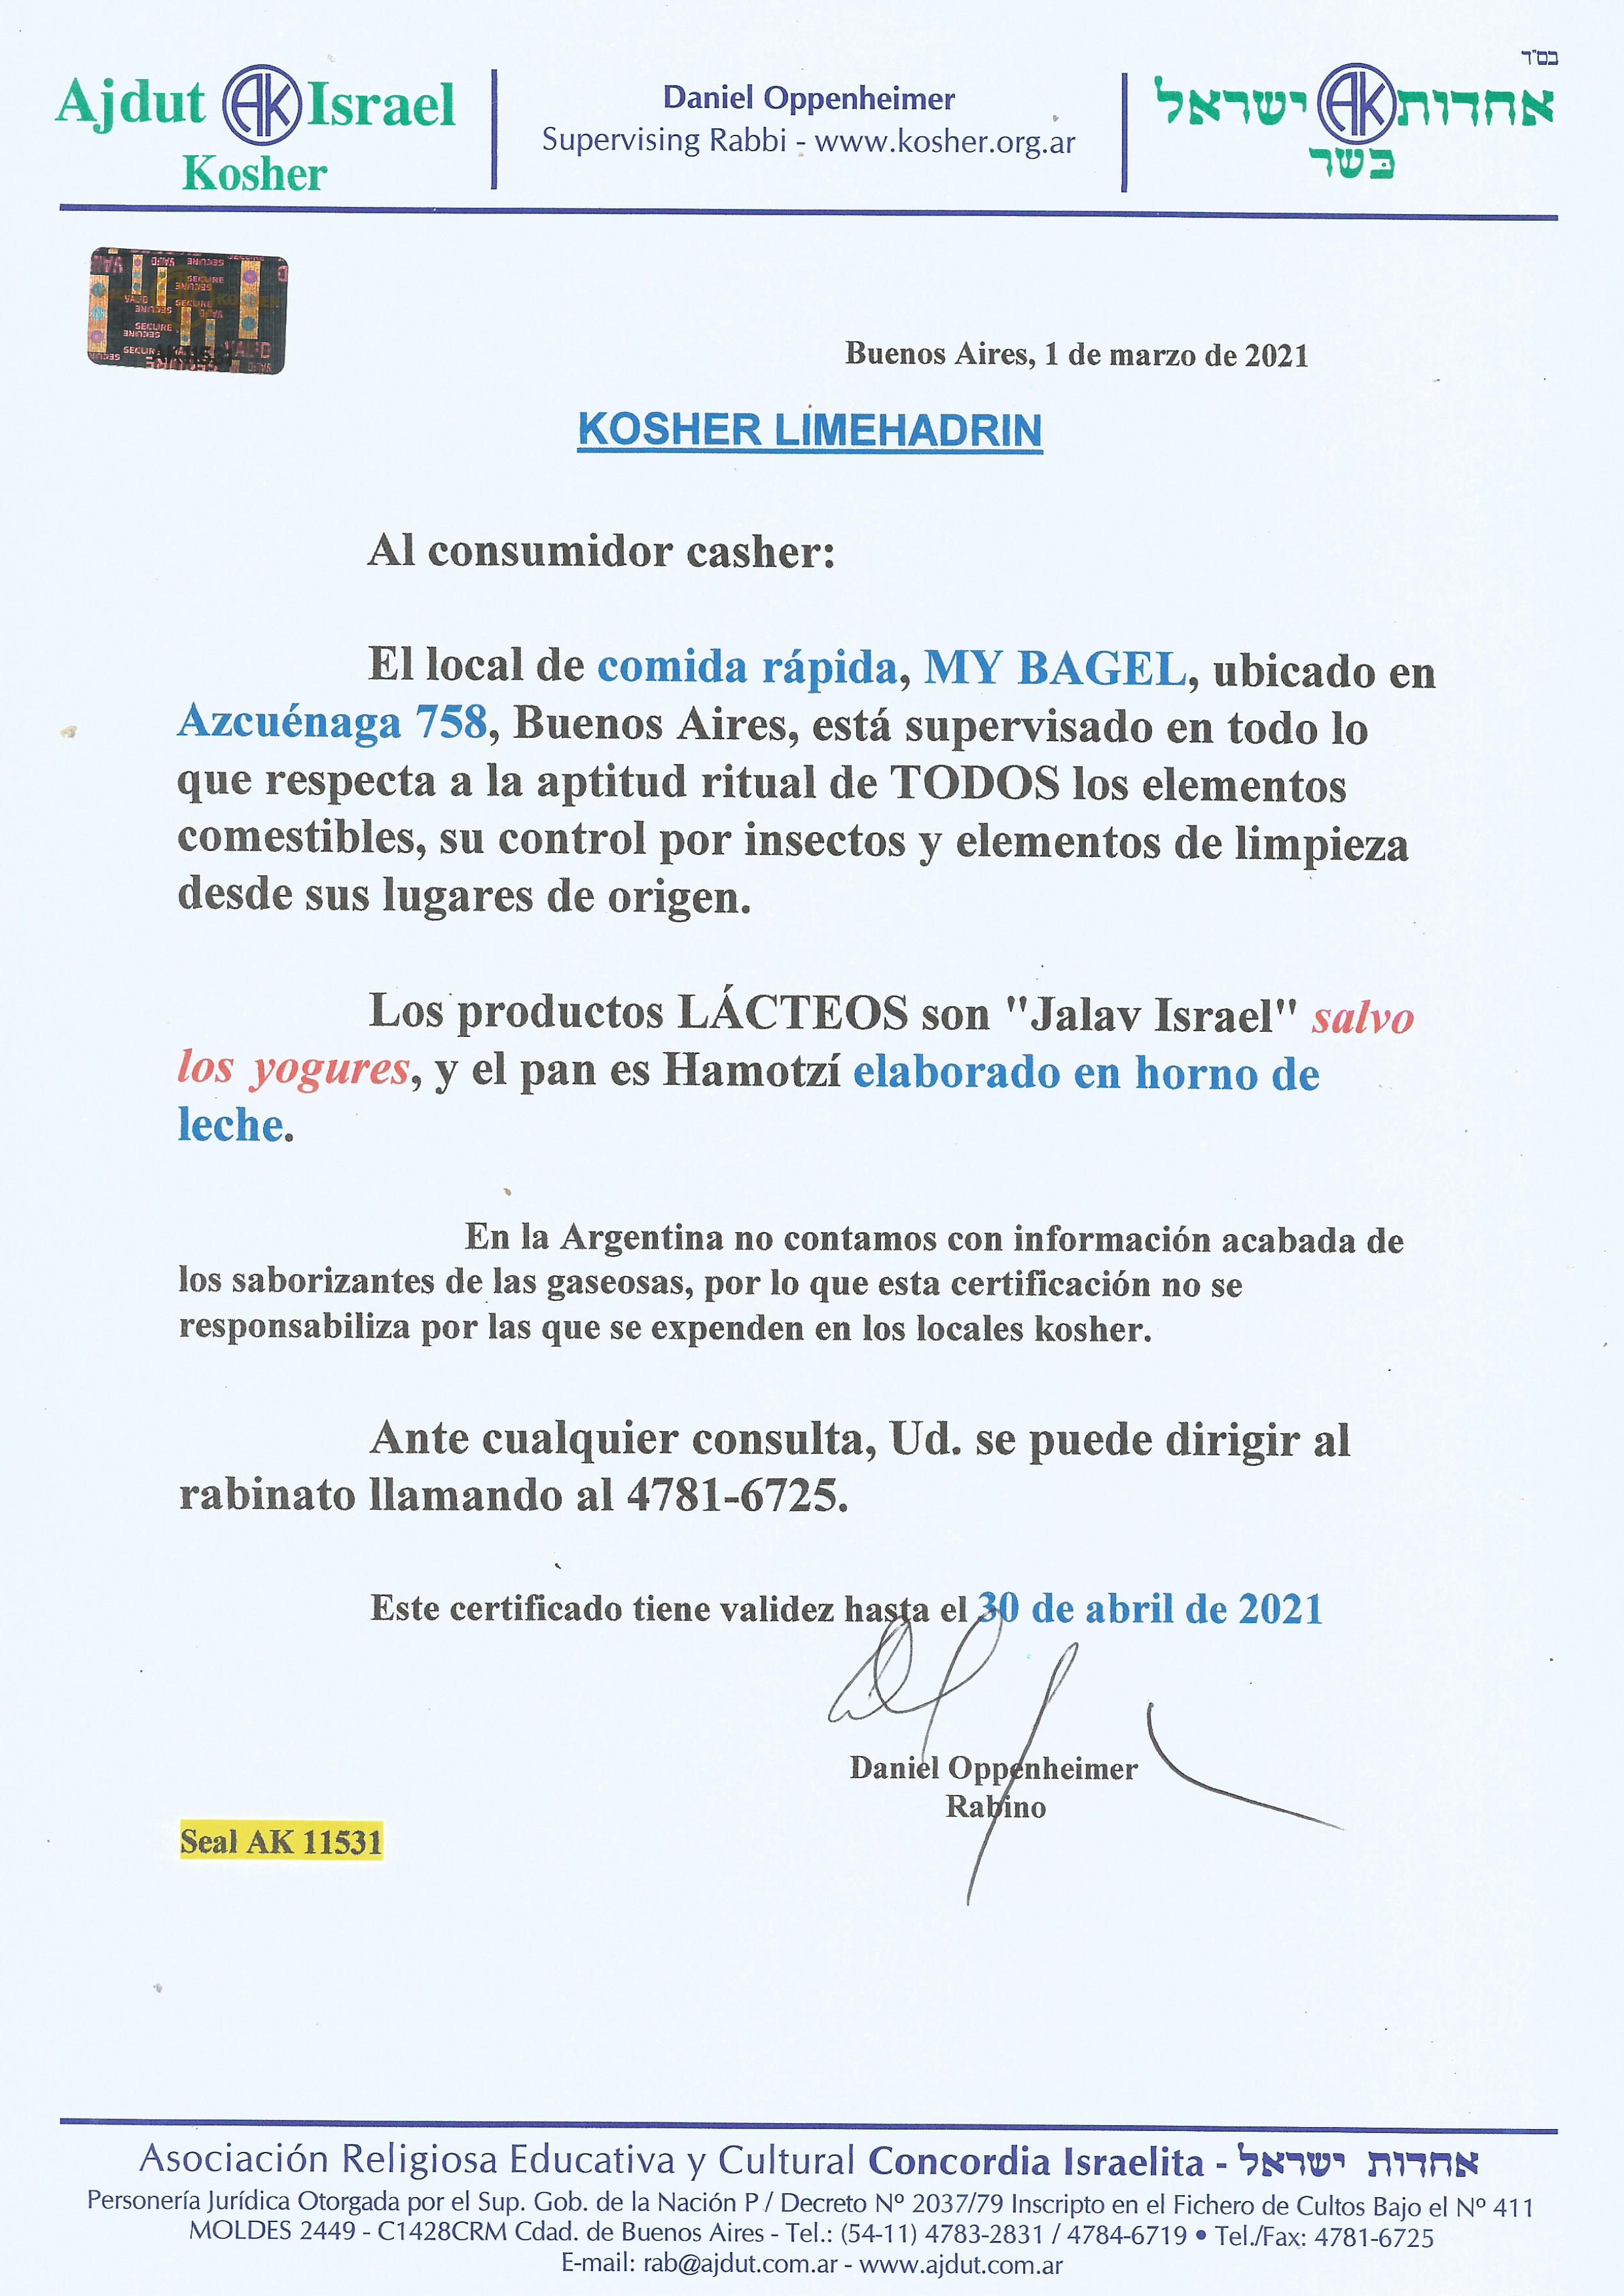 בס"ד
Ajdut AK Israel
Kosher
Daniel Oppenheimer
Supervising Rabbi - www.kosher.org.ar
אחדות AK ישראל
כשר
SECURE
VALID
Buenos Aires, 1 de marzo de 2021
KOSHER LIMEHADRIN
Al consumidor casher:
El local de comida rápida, MY BAGEL, ubicado en
Azcuénaga 758, Buenos Aires, está supervisado en todo lo
que respecta a la aptitud ritual de TODOS los elementos
comestibles, su control por insectos y elementos de limpieza
desde sus lugares de origen.
Los productos LÁCTEOS son "Jalav Israel" salvo
los yogures, y el pan es Hamotzí elaborado en horno de
leche.
En la Argentina no contamos con información acabada de
los saborizantes de las gaseosas, por lo que esta certificación no se
responsabiliza por las que se expenden en los locales kosher.
Ante cualquier consulta, Ud. se puede dirigir al
rabinato llamando al 4781-6725.
Este certificado tiene validez hasta el 30 de abril de 2021
Daniel Oppenheimer
Rabino
Seal AK 11531
Asociación Religiosa Educativa y Cultural Concordia Israelita - אחדות ישראל
Personería Jurídica Otorgada por el Sup. Gob. de la Nación P / Decreto Nº 2037/79 Inscripto en el Fichero de Cultos Bajo el Nº 411
MOLDES 2449 - C1428CRM Cdad. de Buenos Aires - Tel.: (54-11) 4783-2831 / 4784-6719 • Tel./Fax: 4781-6725
E-mail: rab@ajdut.com.ar - www.ajdut.com.ar